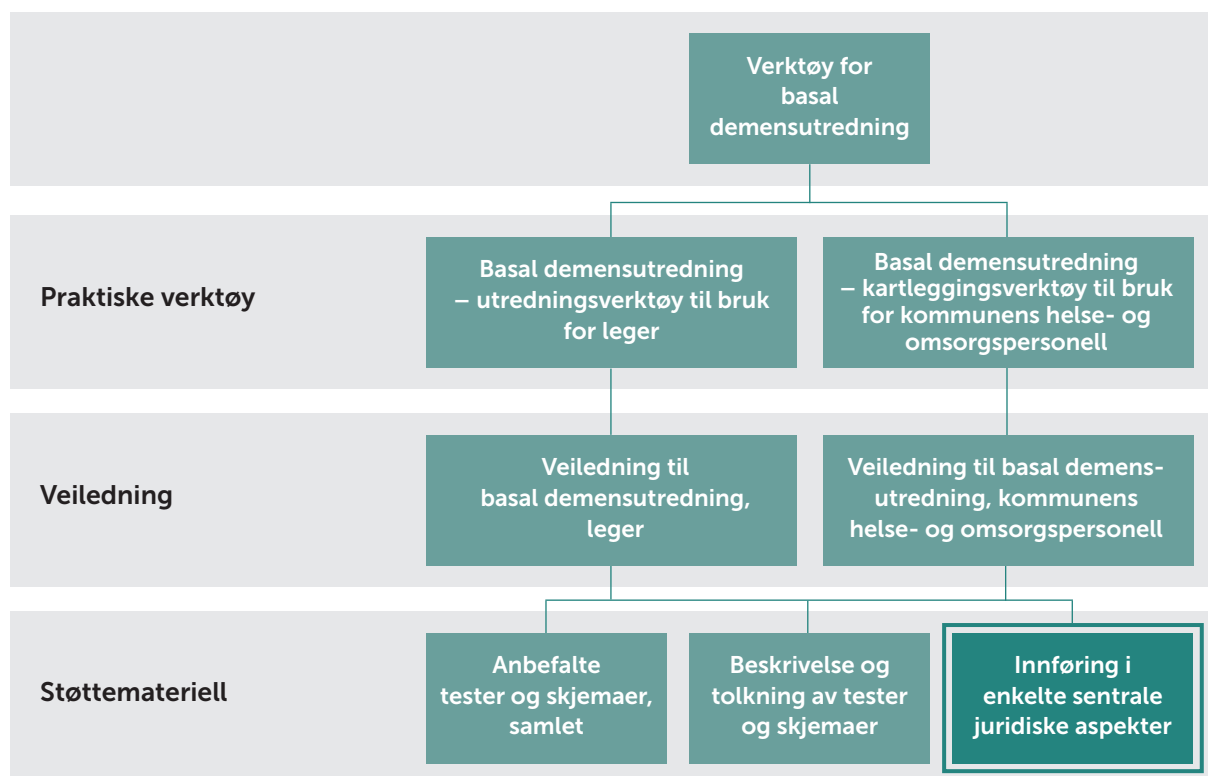 Verktøy for
basal
demensutredning
Praktiske verktøy
Basal demensutredning
– utredningsverktøy til bruk
for leger
Basal demensutredning
– kartleggingsverktøy til bruk
for kommunens helse- og
omsorgspersonell
Veiledning
Veiledning til
basal demensutredning,
leger
Veiledning til basal demens-
utredning, kommunens
helse- og omsorgspersonell
Støttemateriell
Anbefalte
tester og skjemaer,
samlet
Beskrivelse og
tolkning av tester
og skjemaer
Innføring i
enkelte sentrale
juridiske aspekter